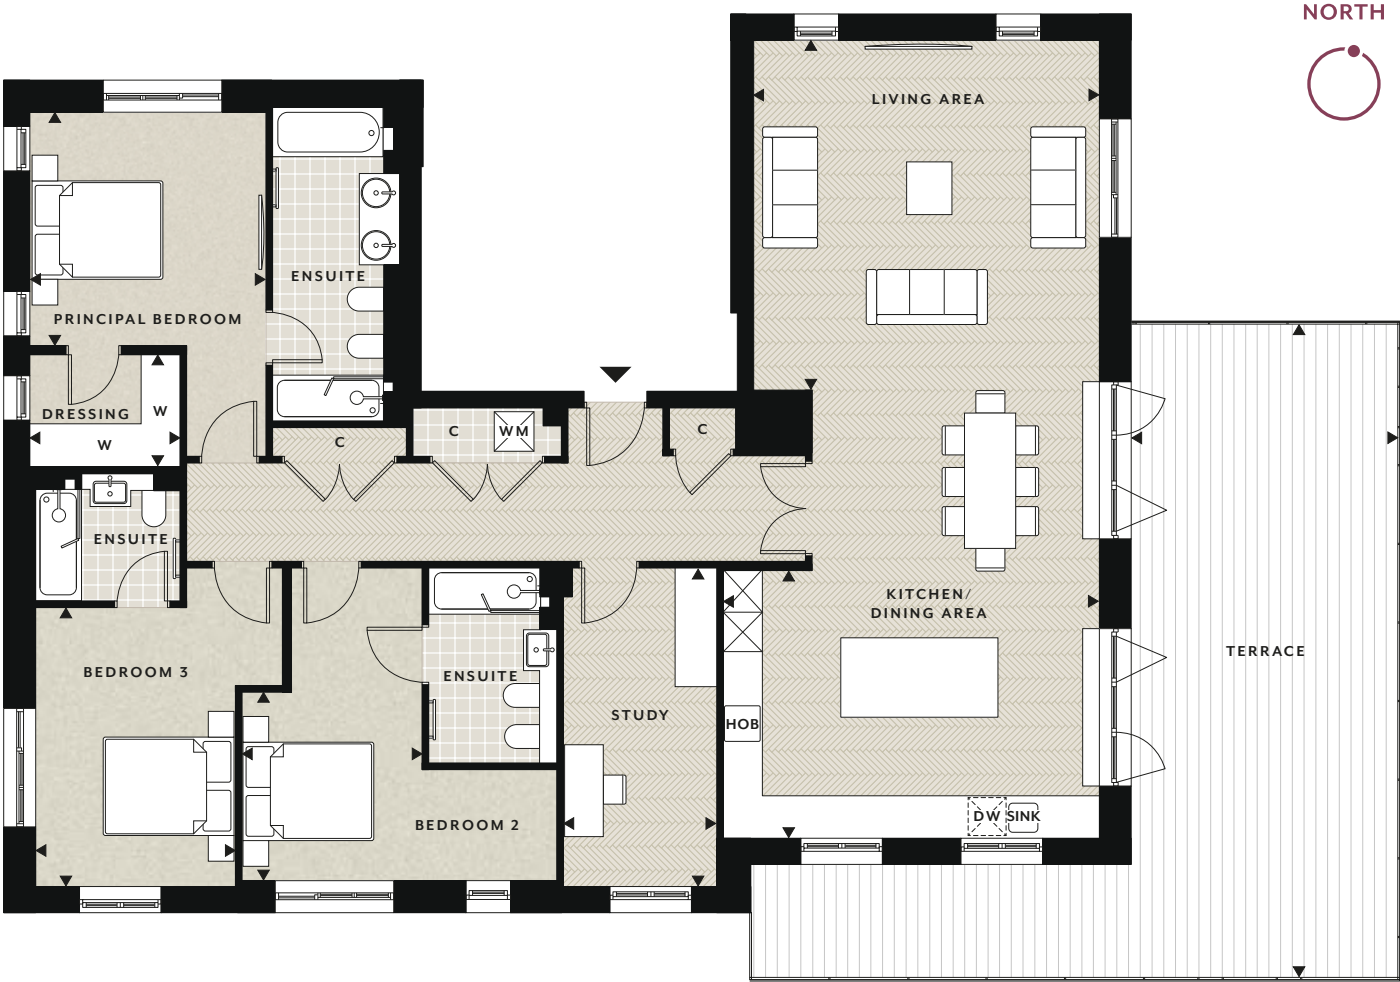 NORTH
LIVING AREA
ENSUITE
PRINCIPAL BEDROOM
DRESSING
W
W
C
C
WM
C
ENSUITE
KITCHEN/
DINING AREA
TERRACE
BEDROOM 3
ENSUITE
STUDY
HOB
BEDROOM 2
DW
SINK